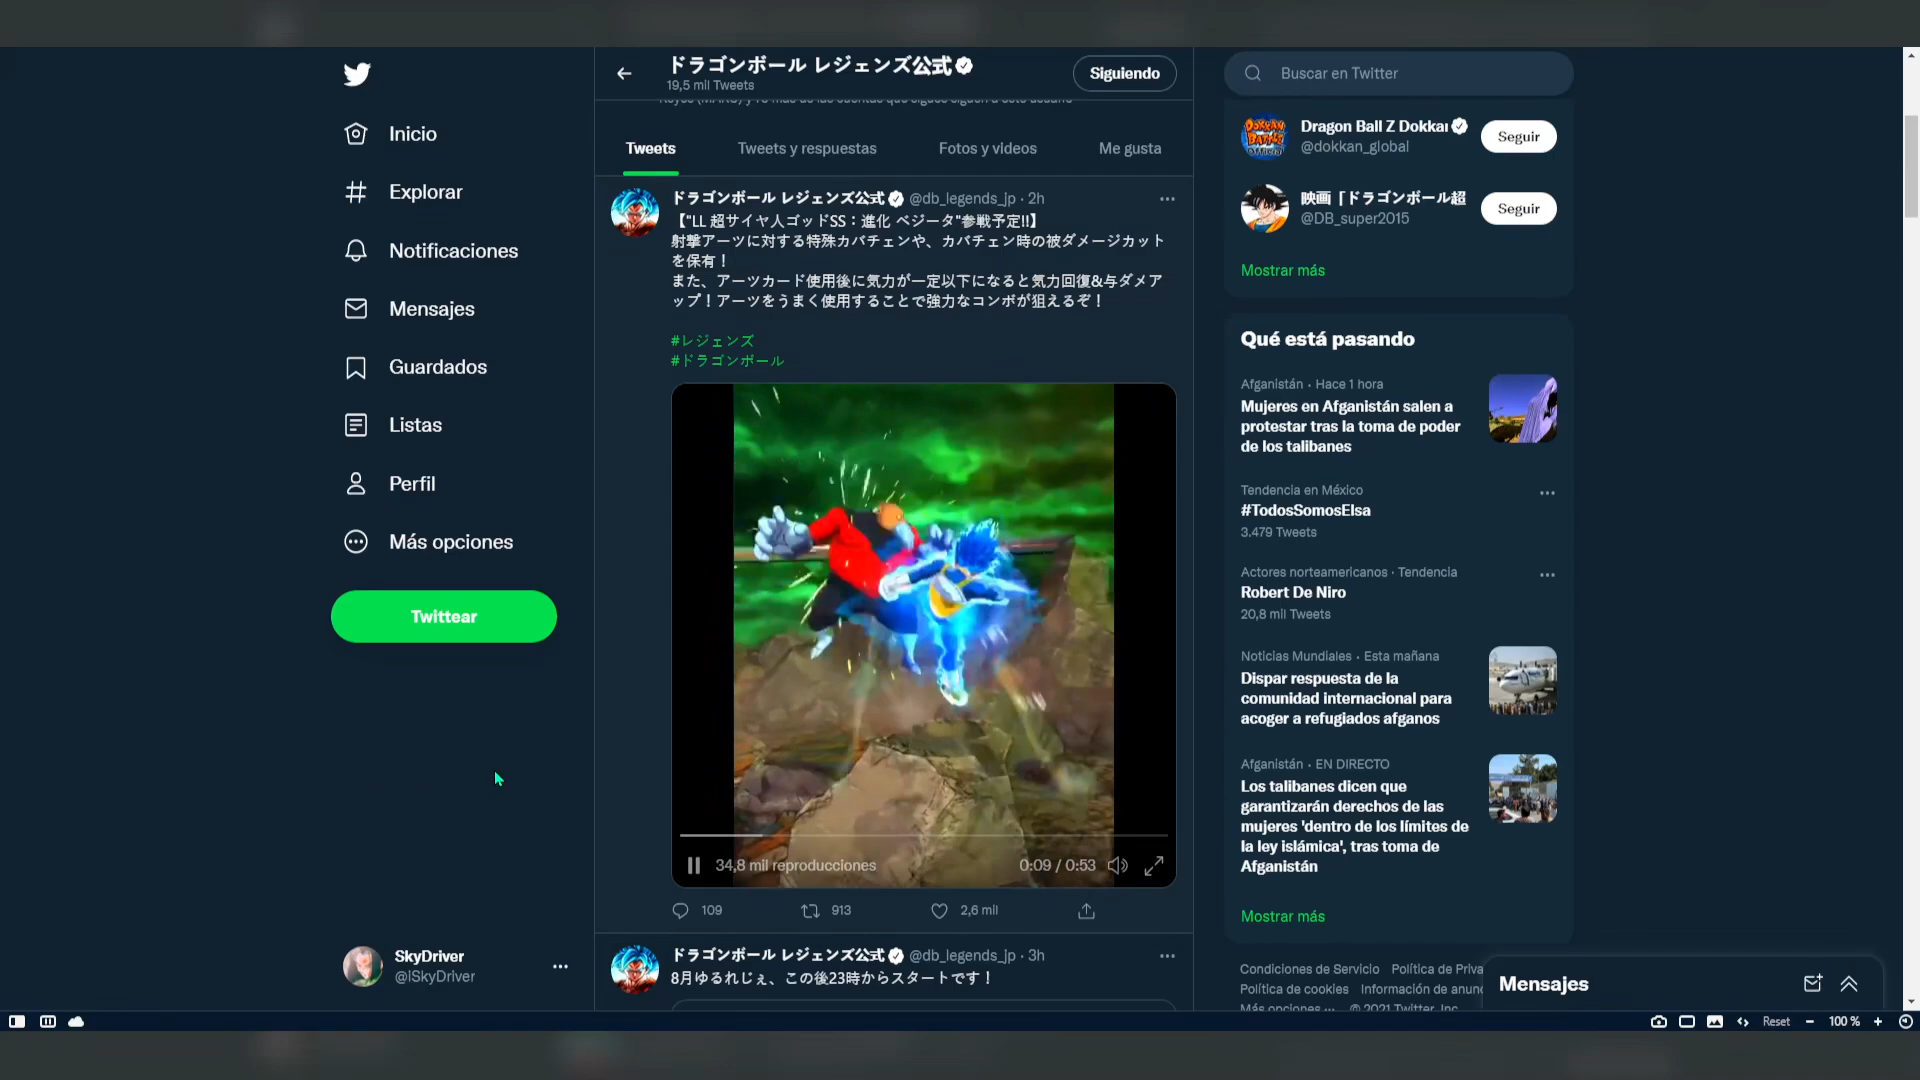 Inicio
Explorar
Notificaciones
Mensajes
Guardados
Listas
Perfil
Más opciones
Twittear
SkyDriver
@ISkyDriver
ドラゴンボール レジェンズ公式
19,5 mil Tweets
Siguiendo
Tweets
Tweets y respuestas
Fotos y videos
Me gusta
ドラゴンボール レジェンズ公式 @db_legends_jp · 2h
【"LL 超サイヤ人ゴッドSS：進化 ベジータ"参戦予定!!】
射撃アーツに対する特殊カバチェンや、カバチェン時の被ダメージカット
を保有！
また、アーツカード使用後に気力が一定以下になると気力回復&与ダメア
ップ！アーツをうまく使用することで強力なコンボが狙えるぞ！
#レジェンズ
#ドラゴンボール
34,8 mil reproducciones
0:09 / 0:53
109
913
2,6 mil
ドラゴンボール レジェンズ公式 @db_legends_jp · 3h
8月ゆるれじぇ、この後23時からスタートです！
Buscar en Twitter
DOKKAN
BATTLE
Official
Dragon Ball Z Dokkan
@dokkan_global
Seguir
映画「ドラゴンボール超
@DB_super2015
Seguir
Mostrar más
Qué está pasando
Afganistán · Hace 1 hora
Mujeres en Afganistán salen a
protestar tras la toma de poder
de los talibanes
Tendencia en México
#TodosSomosElsa
3.479 Tweets
Actores norteamericanos · Tendencia
Robert De Niro
20,8 mil Tweets
Noticias Mundiales · Esta mañana
Dispar respuesta de la
comunidad internacional para
acoger a refugiados afganos
Afganistán · EN DIRECTO
Los talibanes dicen que
garantizarán derechos de las
mujeres 'dentro de los límites de
la ley islámica', tras toma de
Afganistán
Mostrar más
Condiciones de Servicio Política de Priva
Política de cookies Información de anunc
Más opciones ··· © 2021 Twitter, Inc.
Mensajes
Reset
100 %